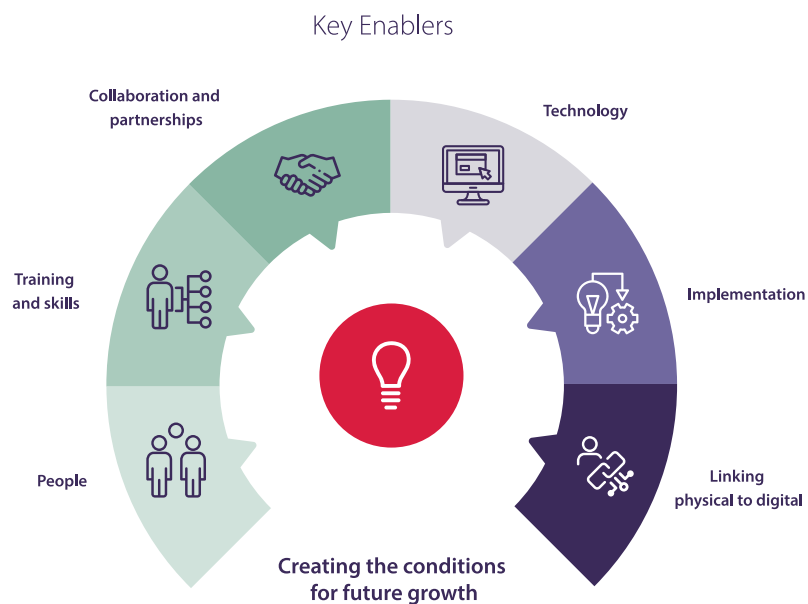 Key Enablers
Collaboration and
partnerships
Technology
Training
and skills
Implementation
People
Linking
physical to digital
Creating the conditions
for future growth